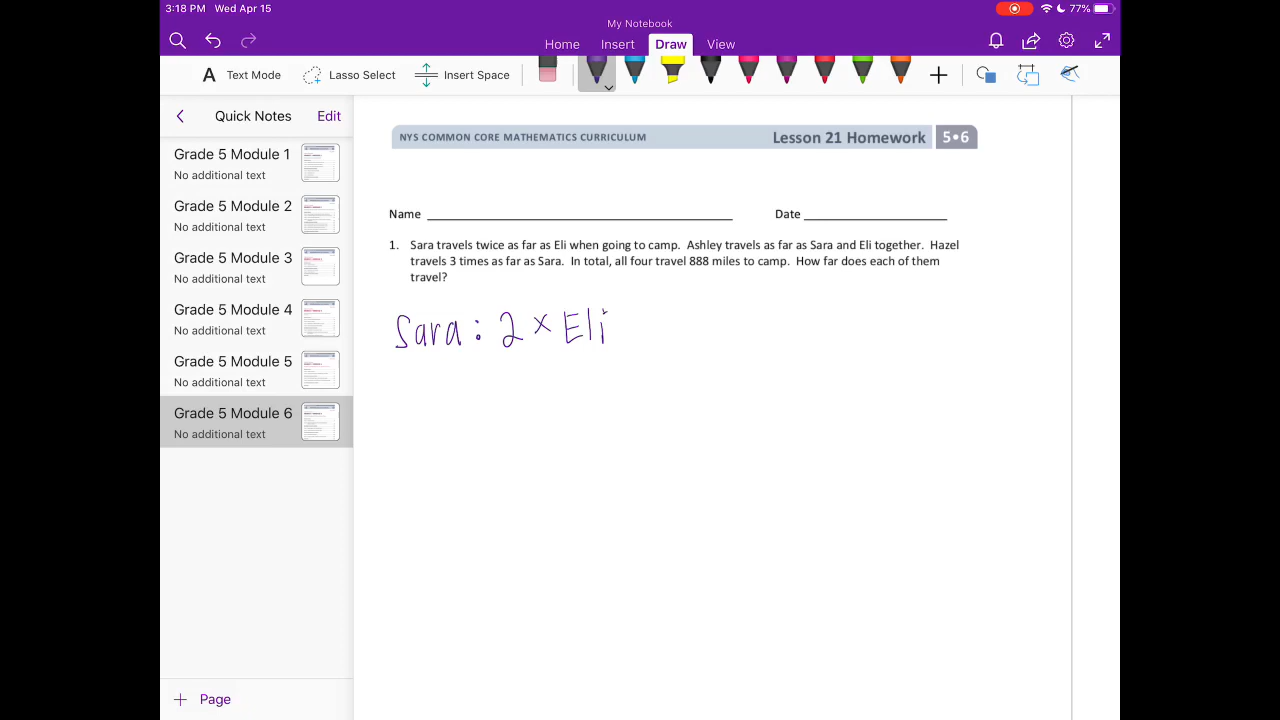 3:18 PM Wed Apr 15
77%
My Notebook
Home Insert Draw View
A Text Mode Lasso Select Insert Space
Quick Notes Edit
Grade 5 Module 1
No additional text
Grade 5 Module 2
No additional text
Grade 5 Module 3
No additional text
Grade 5 Module 4
No additional text
Grade 5 Module 5
No additional text
Grade 5 Module 6
No additional text
+ Page
NYS COMMON CORE MATHEMATICS CURRICULUM Lesson 21 Homework 5•6
Name Date
1. Sara travels twice as far as Eli when going to camp. Ashley travels as far as Sara and Eli together. Hazel
travels 3 times as far as Sara. In total, all four travel 888 miles to camp. How far does each of them
travel?
Sara. 2 × Eli